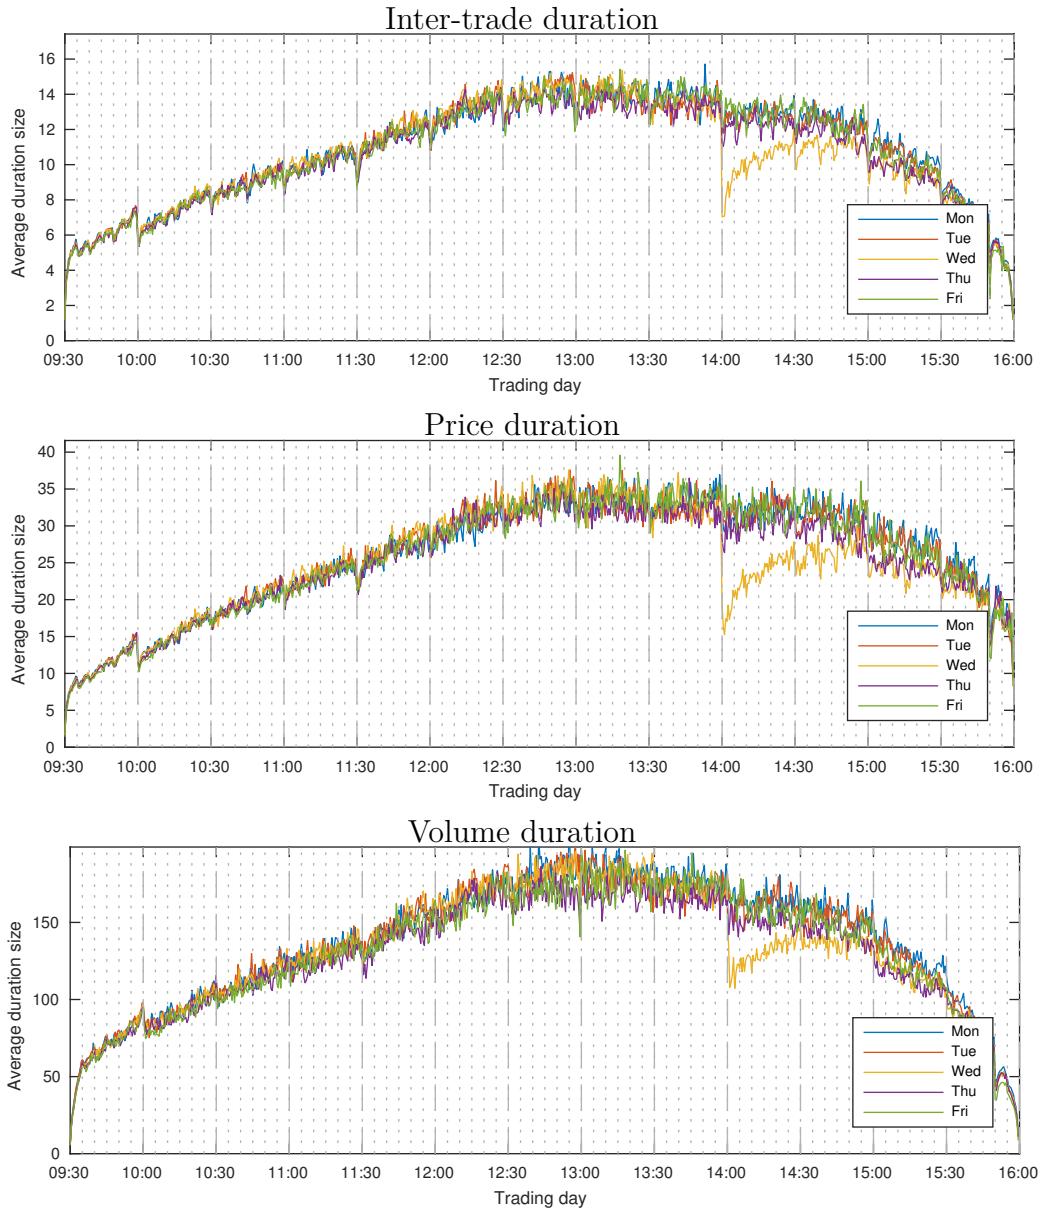 Inter-trade duration
16
14
12
10
8
6
4
2
0
Average duration size
Mon
Tue
Wed
Thu
Fri
09:30 10:00 10:30 11:00 11:30 12:00 12:30 13:00 13:30 14:00 14:30 15:00 15:30 16:00
Trading day
Price duration
40
35
30
25
20
15
10
5
0
Average duration size
Mon
Tue
Wed
Thu
Fri
09:30 10:00 10:30 11:00 11:30 12:00 12:30 13:00 13:30 14:00 14:30 15:00 15:30 16:00
Trading day
Volume duration
150
100
50
0
Average duration size
Mon
Tue
Wed
Thu
Fri
09:30 10:00 10:30 11:00 11:30 12:00 12:30 13:00 13:30 14:00 14:30 15:00 15:30 16:00
Trading day